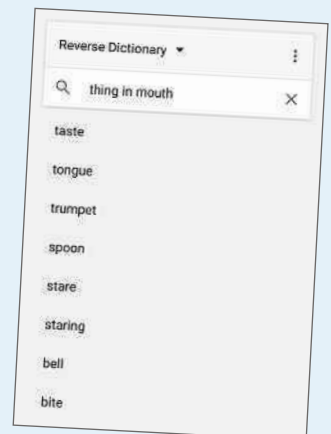 Reverse Dictionary
thing in mouth
taste
tongue
trumpet
spoon
stare
staring
bell
bite